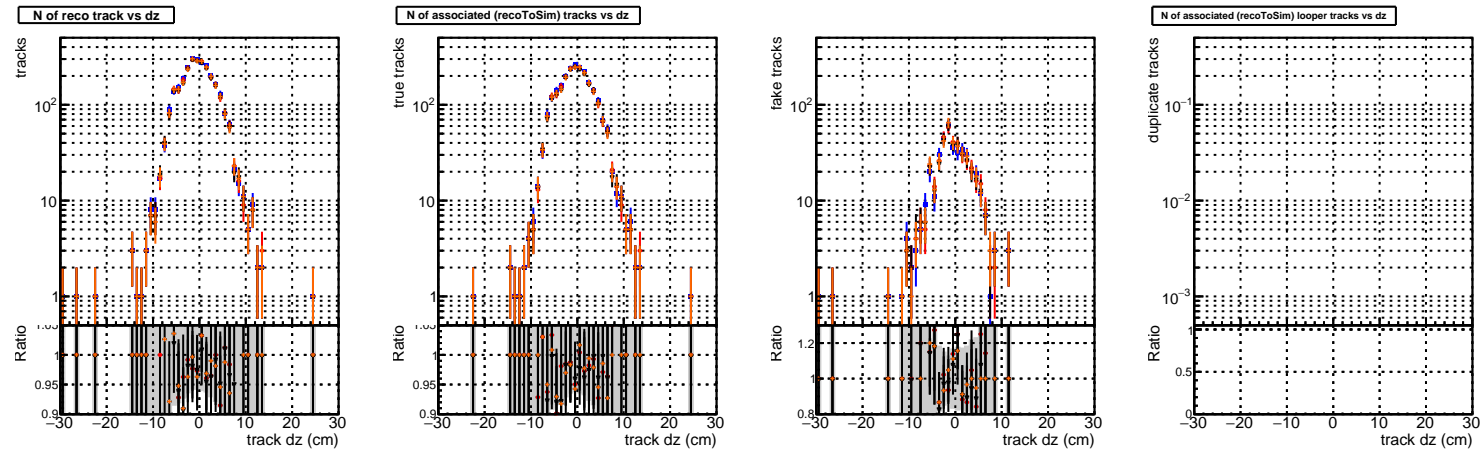 N of reco track vs dz
tracks
10²
10
1
Ratio
1.05
1
0.95
0.9
−30 −20 −10 0 10 20 30
track dz (cm)
N of associated (recoToSim) tracks vs dz
true tracks
10²
10
1
Ratio
1.05
1
0.95
0.9
−30 −20 −10 0 10 20 30
track dz (cm)
fake tracks
10²
10
1
Ratio
1.2
1
0.8
−30 −20 −10 0 10 20 30
track dz (cm)
N of associated (recoToSim) looper tracks vs dz
duplicate tracks
10⁻¹
10⁻²
10⁻³
Ratio
1
0.5
0
−30 −20 −10 0 10 20 30
track dz (cm)